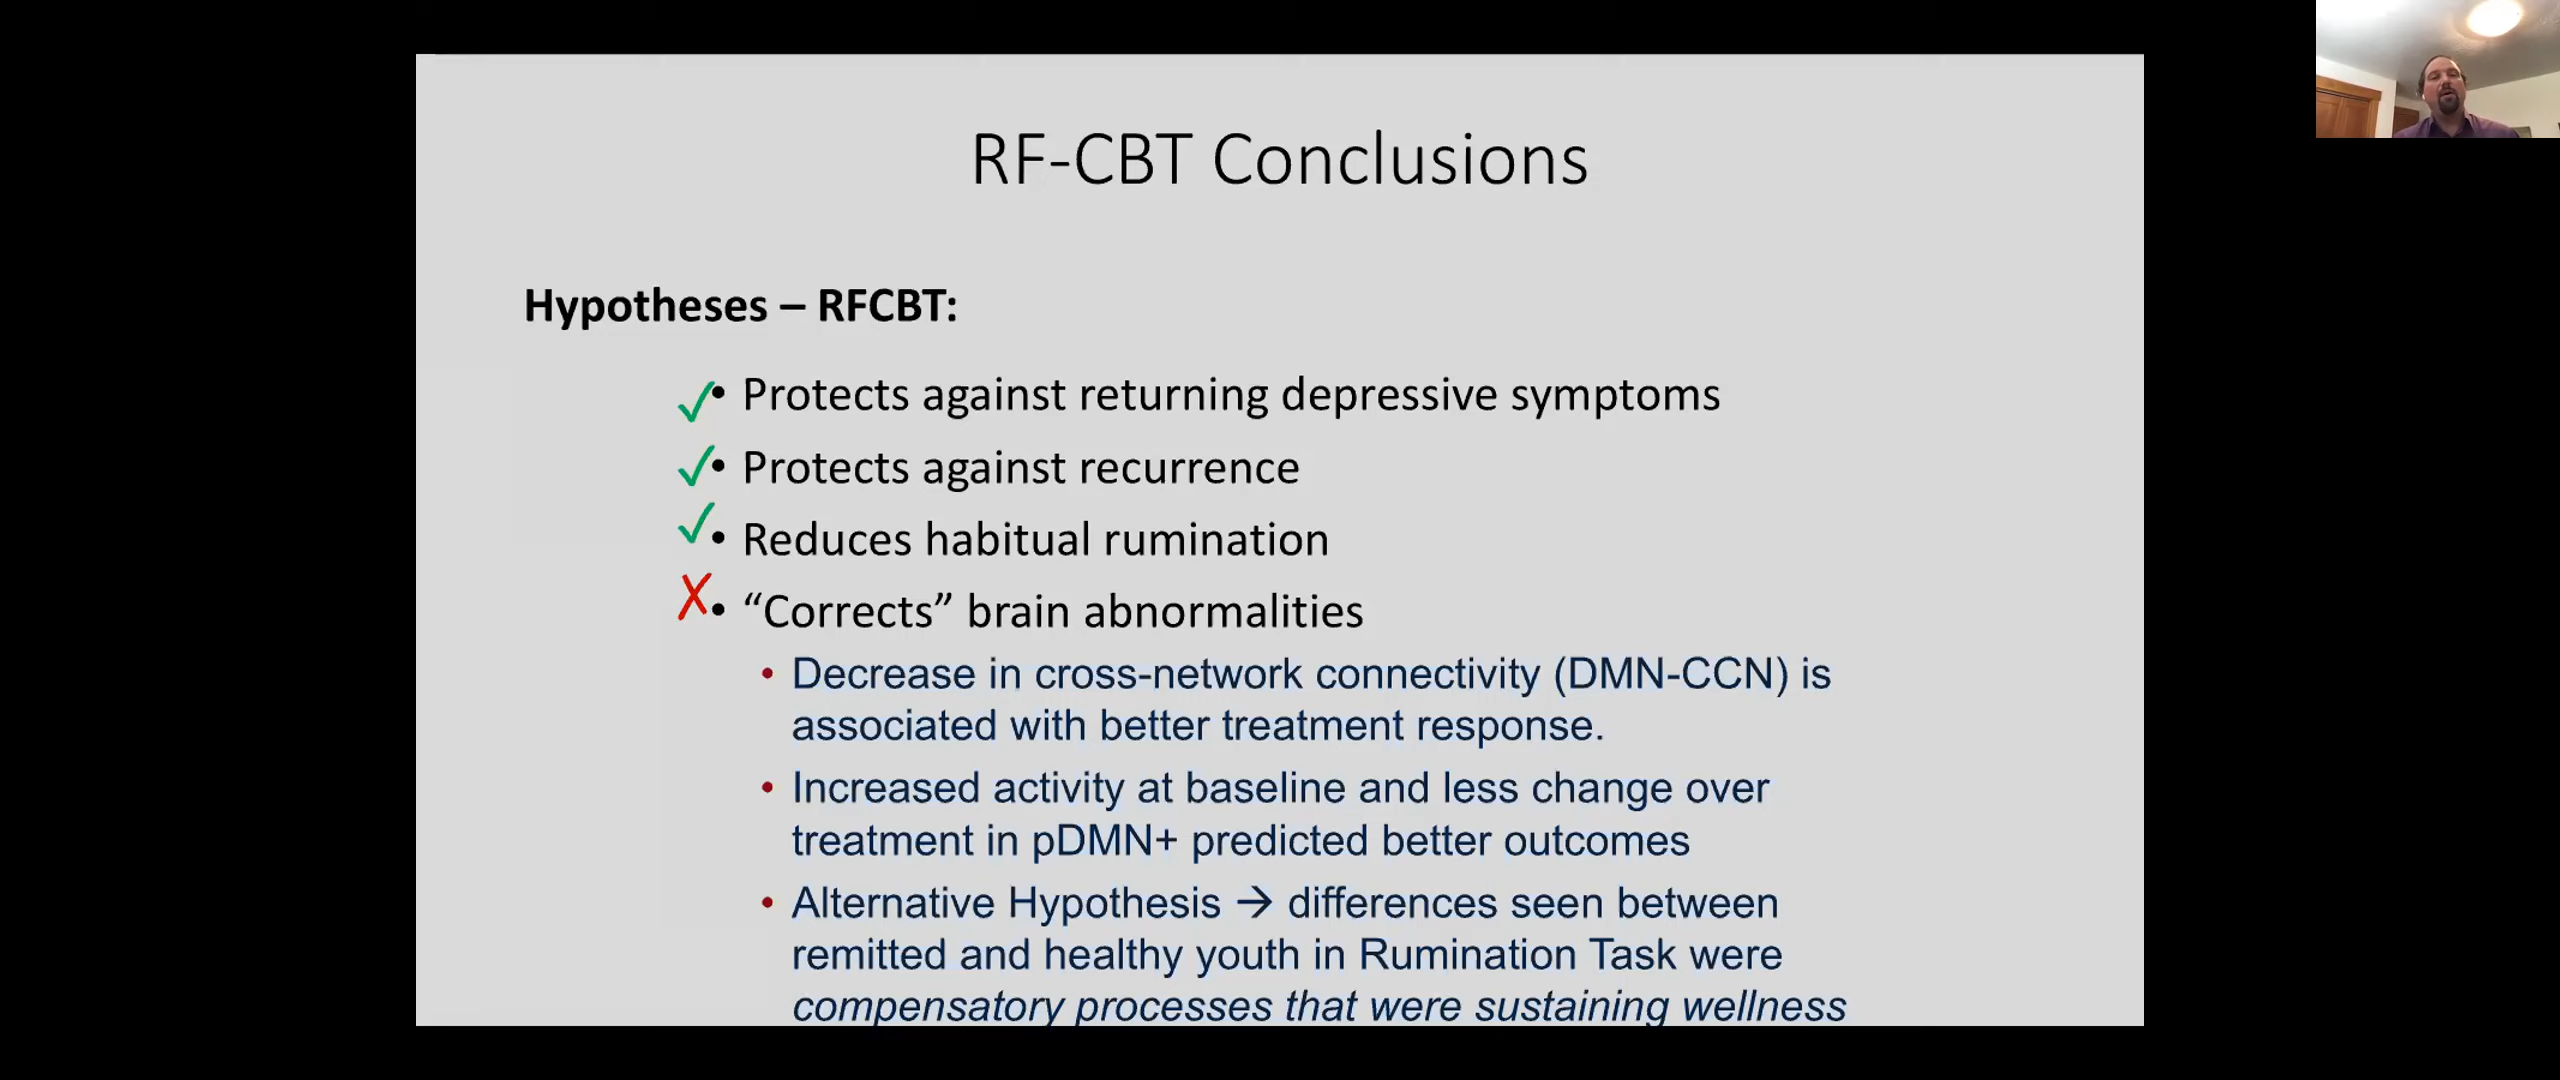 RF-CBT Conclusions
Hypotheses – RFCBT:
✓• Protects against returning depressive symptoms
✓• Protects against recurrence
✓• Reduces habitual rumination
✗• “Corrects” brain abnormalities
• Decrease in cross-network connectivity (DMN-CCN) is
associated with better treatment response.
• Increased activity at baseline and less change over
treatment in pDMN+ predicted better outcomes
• Alternative Hypothesis → differences seen between
remitted and healthy youth in Rumination Task were
compensatory processes that were sustaining wellness